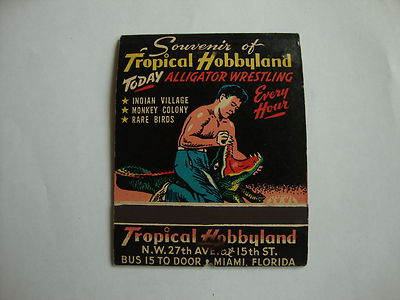 Souvenir of
Tropical Hobbyland
TODAY ALLIGATOR WRESTLING
Every Hour
★ INDIAN VILLAGE
★ MONKEY COLONY
★ RARE BIRDS
Tropical Hobbyland
N.W. 27th AVE. at 15th ST.
BUS 15 TO DOOR MIAMI, FLORIDA